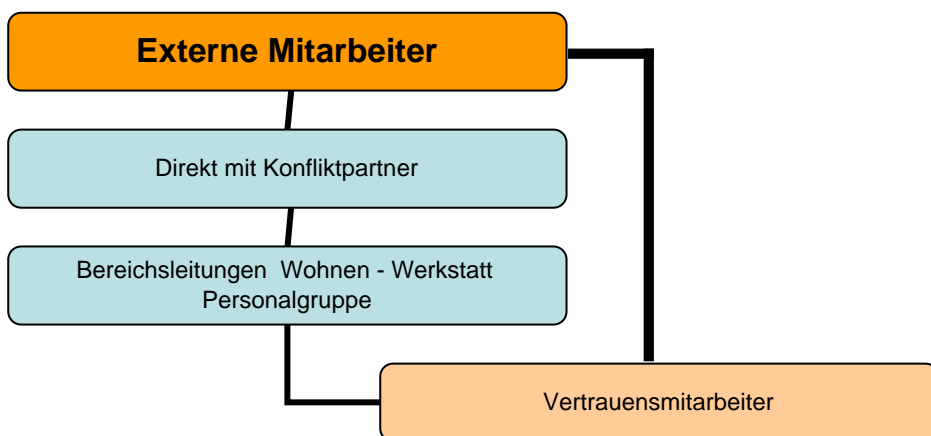 Externe Mitarbeiter
Direkt mit Konfliktpartner
Bereichsleitungen  Wohnen - Werkstatt
Personalgruppe
Vertrauensmitarbeiter